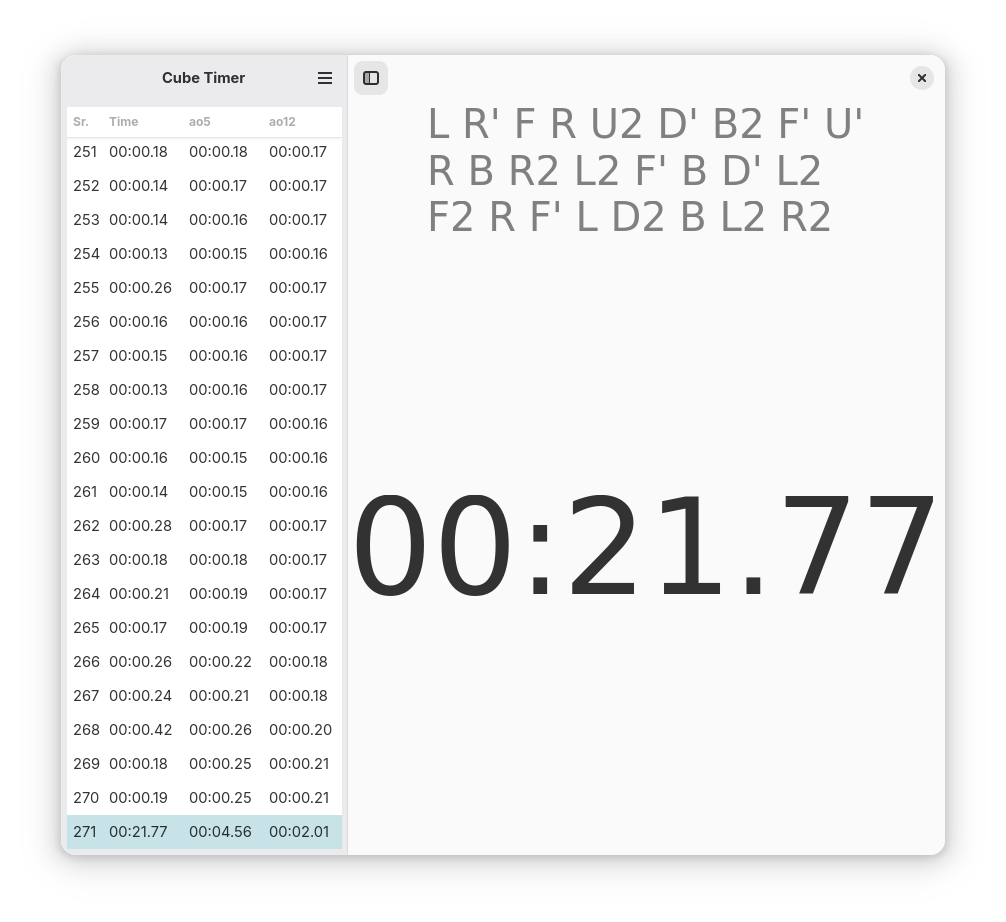 Cube Timer
L R' F R U2 D' B2 F' U'
R B R2 L2 F' B D' L2
F2 R F' L D2 B L2 R2
00:21.77
Sr. Time ao5 ao12
251 00:00.18 00:00.18 00:00.17
252 00:00.14 00:00.17 00:00.17
253 00:00.14 00:00.16 00:00.17
254 00:00.13 00:00.15 00:00.16
255 00:00.26 00:00.17 00:00.17
256 00:00.16 00:00.16 00:00.17
257 00:00.15 00:00.16 00:00.17
258 00:00.13 00:00.16 00:00.17
259 00:00.17 00:00.17 00:00.16
260 00:00.16 00:00.15 00:00.16
261 00:00.14 00:00.15 00:00.16
262 00:00.28 00:00.17 00:00.17
263 00:00.18 00:00.18 00:00.17
264 00:00.21 00:00.19 00:00.17
265 00:00.17 00:00.19 00:00.17
266 00:00.26 00:00.22 00:00.18
267 00:00.24 00:00.21 00:00.18
268 00:00.42 00:00.26 00:00.20
269 00:00.18 00:00.25 00:00.21
270 00:00.19 00:00.25 00:00.21
271 00:21.77 00:04.56 00:02.01